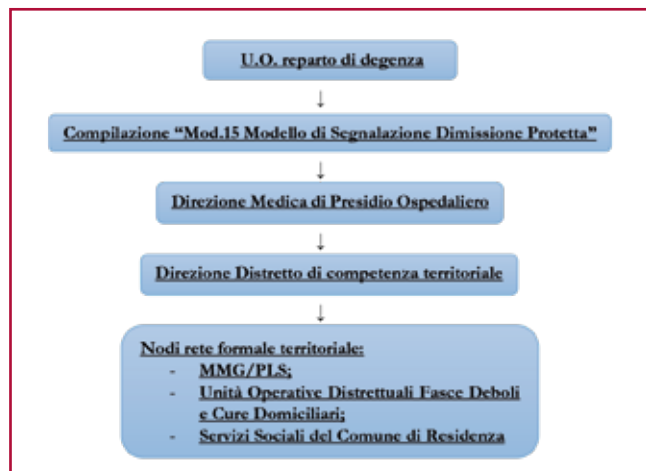 U.O. reparto di degenza
↓
Compilazione “Mod.15 Modello di Segnalazione Dimissione Protetta”
↓
Direzione Medica di Presidio Ospedaliero
↓
Direzione Distretto di competenza territoriale
↓
Nodi rete formale territoriale:
- MMG/PLS;
- Unità Operative Distrettuali Fasce Deboli
e Cure Domiciliari;
- Servizi Sociali del Comune di Residenza